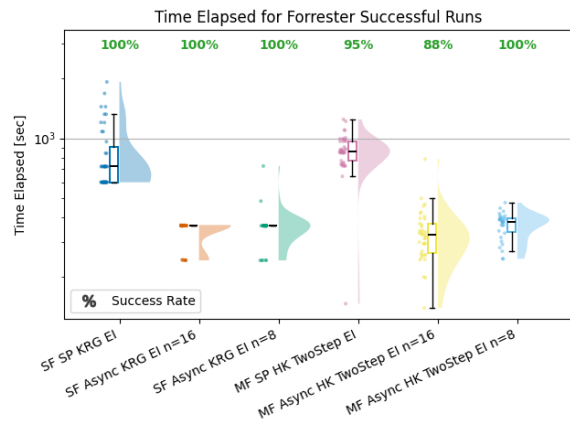 Time Elapsed for Forrester Successful Runs
100% 100% 100% 95% 88% 100%
10³
Time Elapsed [sec]
% Success Rate
SF SP KRG EI
SF Async KRG EI n=16
SF Async KRG EI n=8
MF SP HK TwoStep EI
MF Async HK TwoStep EI n=16
MF Async HK TwoStep EI n=8